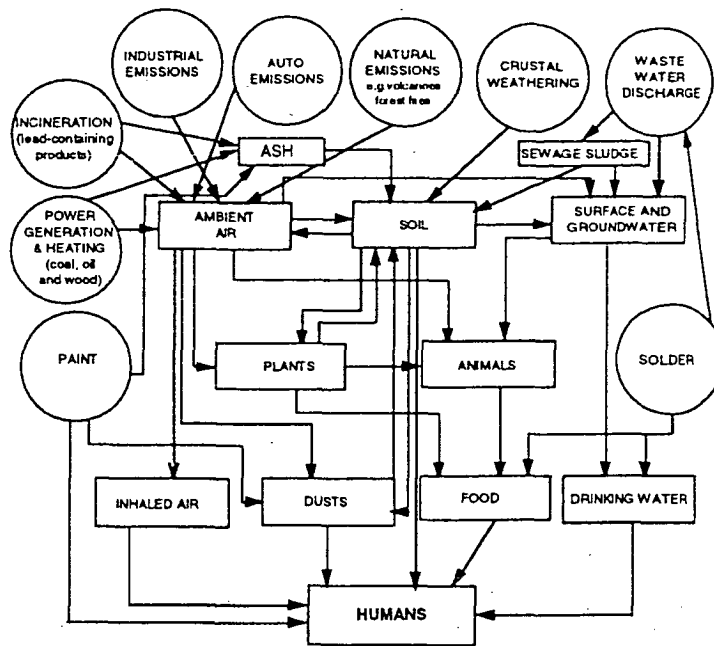 INDUSTRIAL
EMISSIONS
AUTO
EMISSIONS
NATURAL
EMISSIONS
e.g. volcannoes
forest fires
CRUSTAL
WEATHERING
WASTE
WATER
DISCHARGE
INCINERATION
(lead-containing
products)
ASH
SEWAGE SLUDGE
POWER
GENERATION
& HEATING
(coal, oil
and wood)
AMBIENT
AIR
SOIL
SURFACE AND
GROUNDWATER
PAINT
PLANTS
ANIMALS
SOLDER
INHALED AIR
DUSTS
FOOD
DRINKING WATER
HUMANS